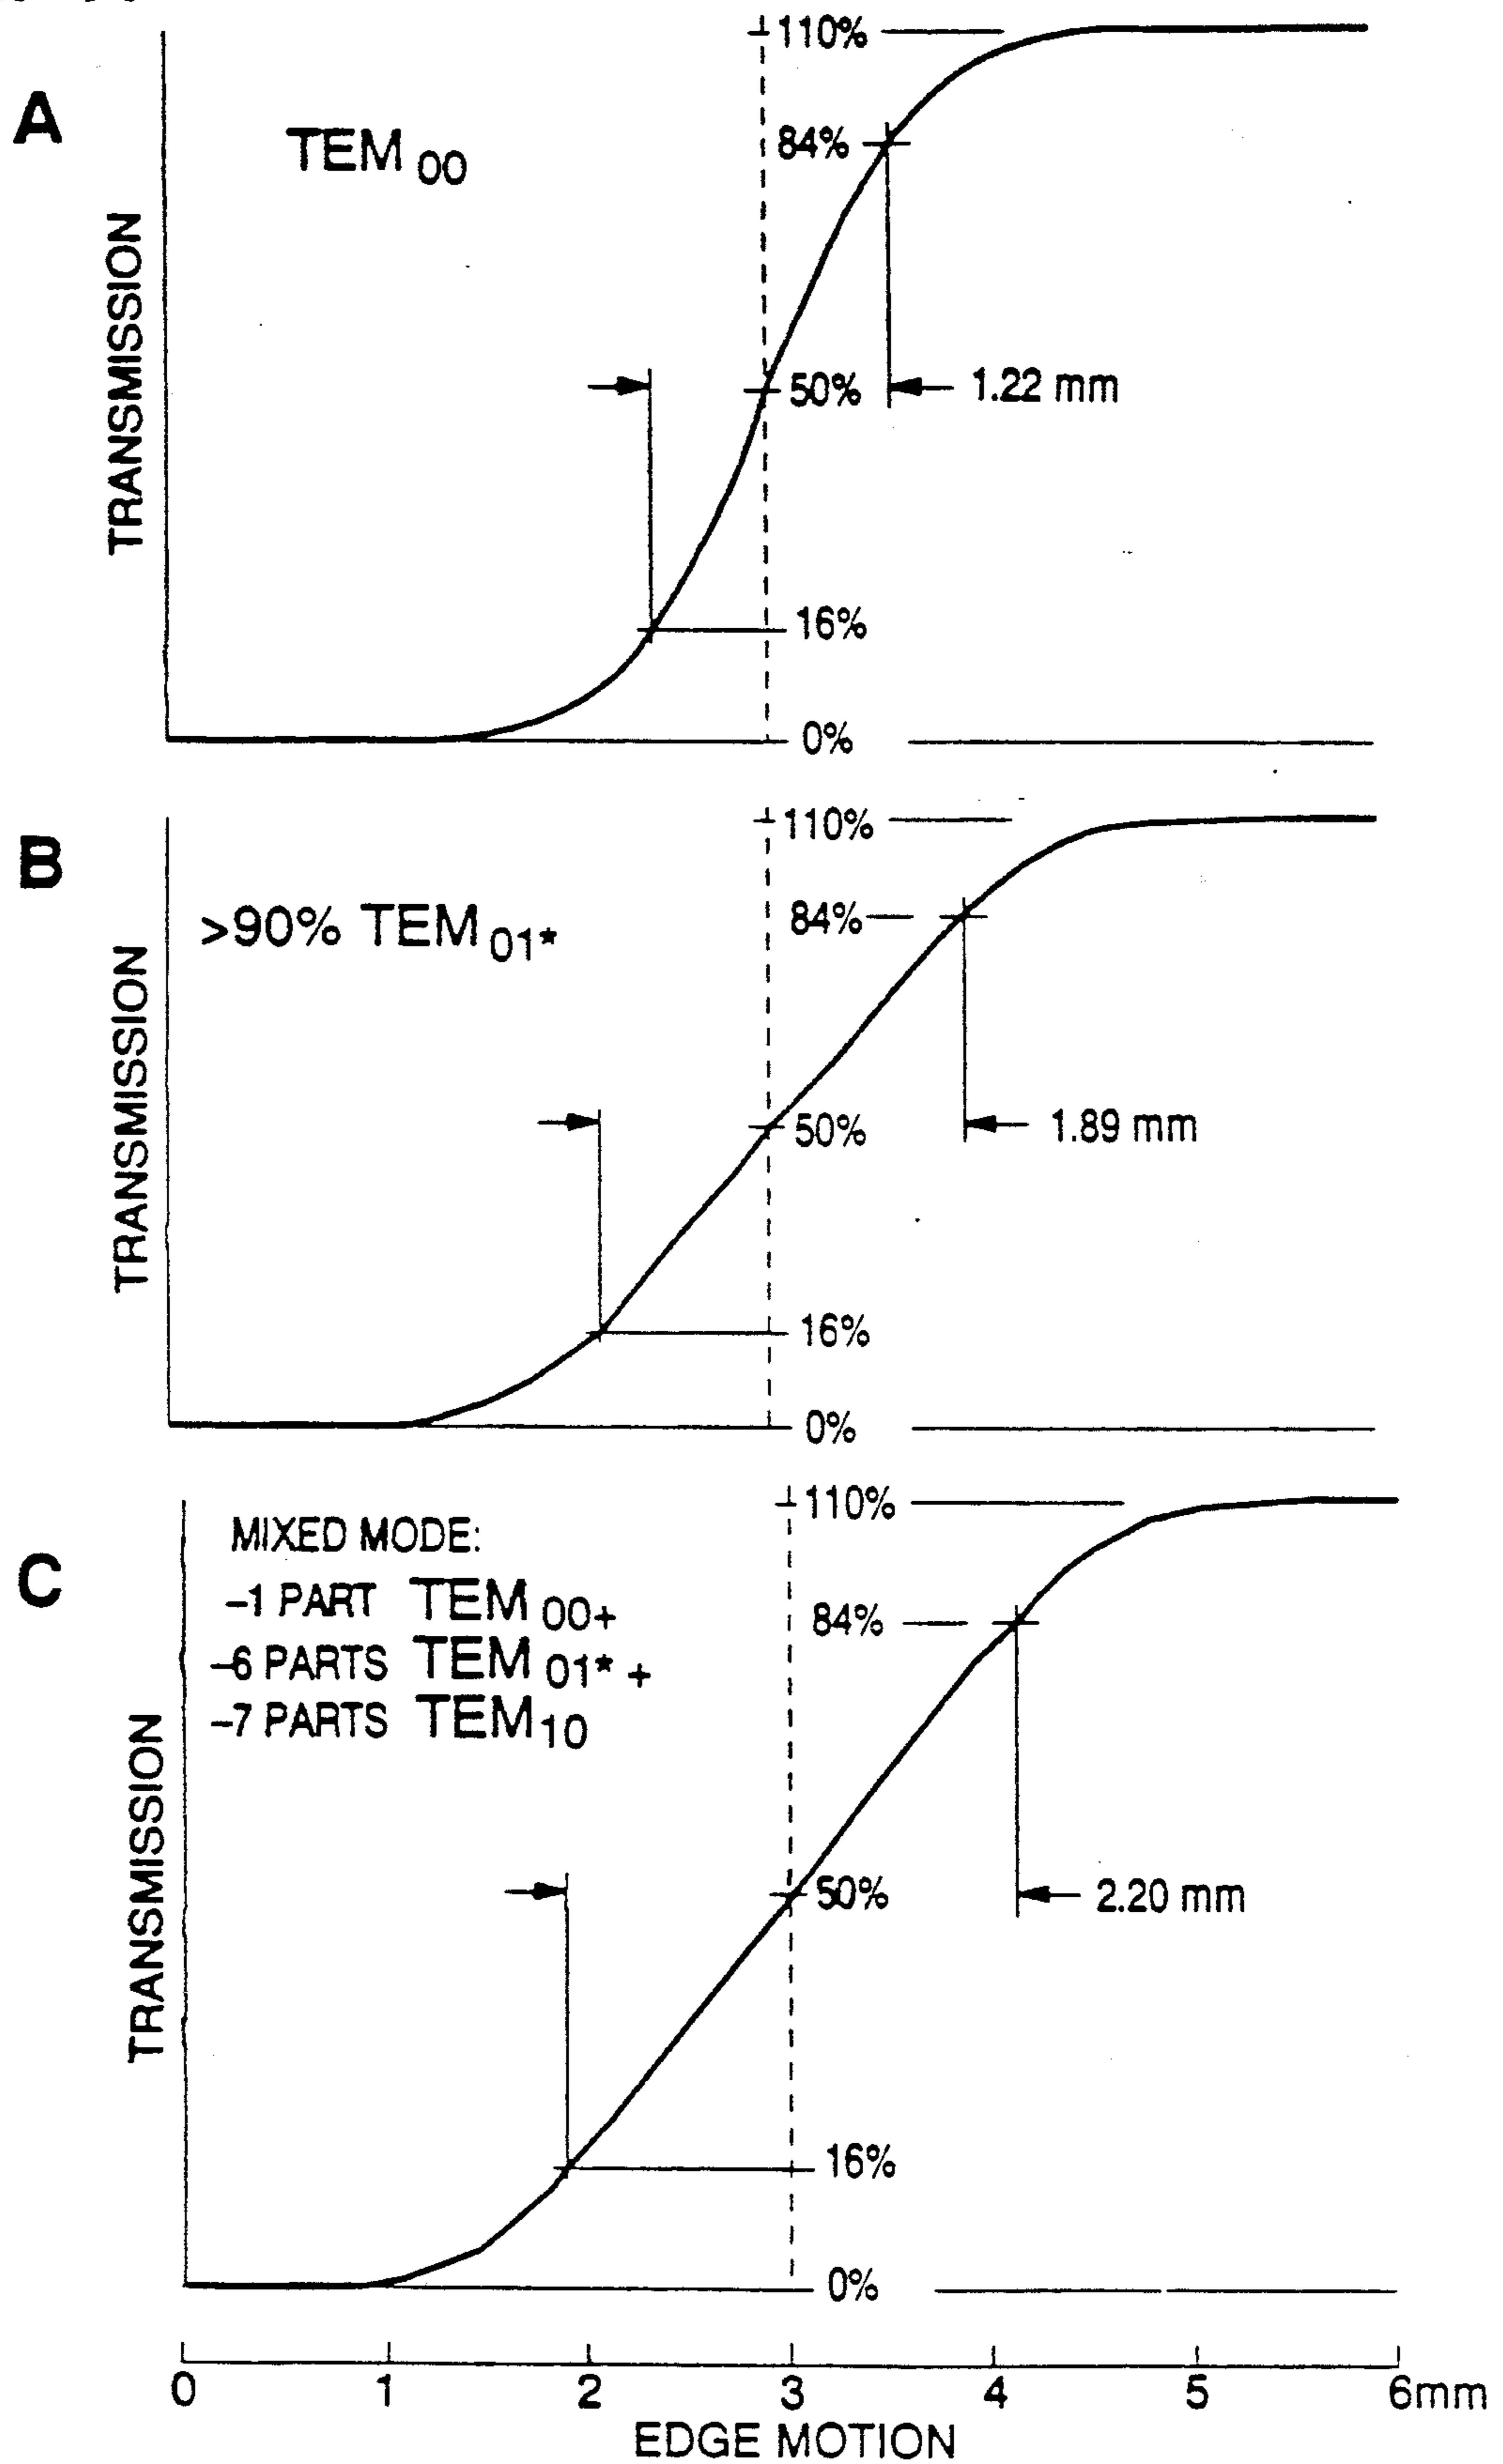 A
TEM 00
TRANSMISSION
110%
84%
50%
1.22 mm
16%
0%
B
>90% TEM 01*
TRANSMISSION
110%
84%
50%
1.89 mm
16%
0%
C
MIXED MODE:
–1 PART TEM 00+
–6 PARTS TEM 01* +
–7 PARTS TEM 10
TRANSMISSION
110%
84%
50%
2.20 mm
16%
0%
0 1 2 3 4 5 6mm
EDGE MOTION